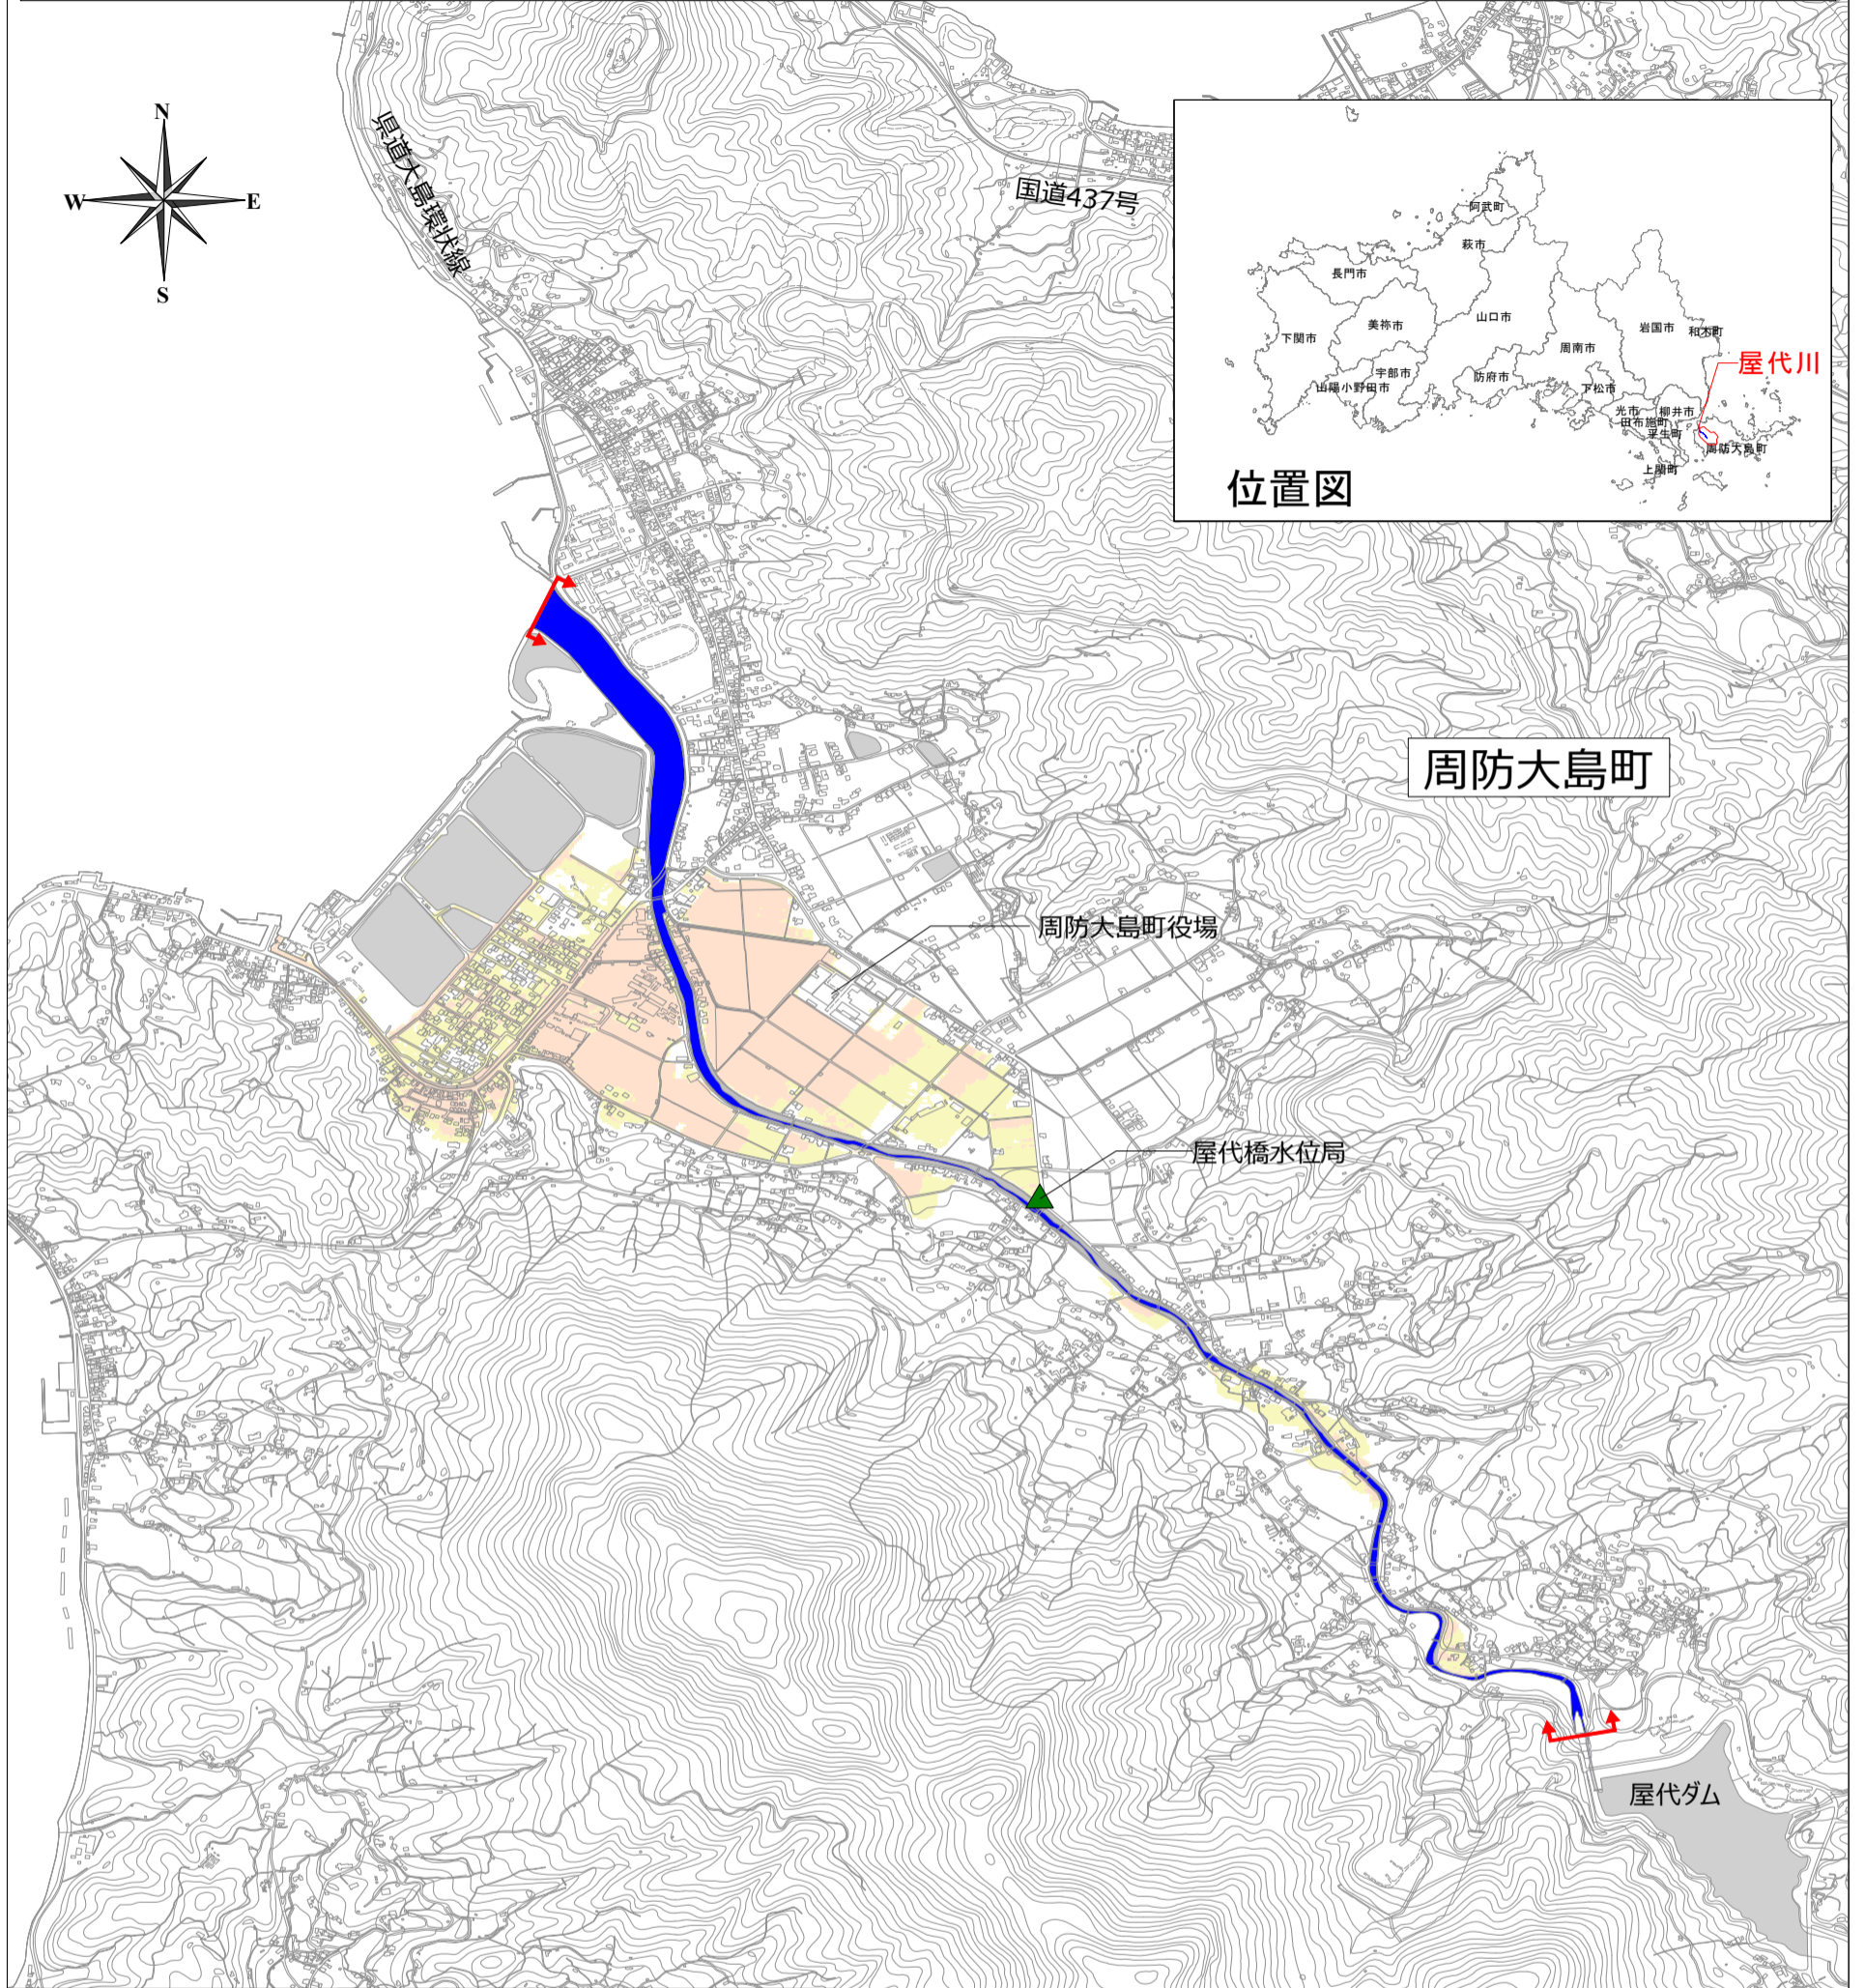 N
W
E
S
県道大島環状線
国道437号
阿武町
萩市
長門市
美祢市
山口市
岩国市
和木町
下関市
周南市
宇部市
防府市
山陽小野田市
下松市
光市
柳井市
田布施町
平生町
周防大島町
上関町
屋代川
位置図
周防大島町
周防大島町役場
屋代橋水位局
屋代ダム